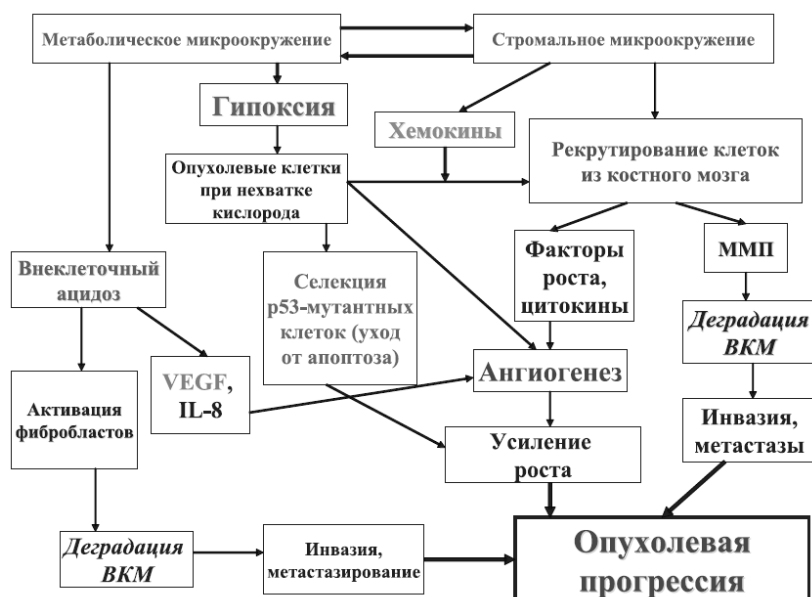 Метаболическое микроокружение
Стромальное микроокружение
Гипоксия
Хемокины
Опухолевые клетки
при нехватке
кислорода
Рекрутирование клеток
из костного мозга
Внеклеточный
ацидоз
Селекция
p53-мутантных
клеток (уход
от апоптоза)
Факторы
роста,
цитокины
ММП
Деградация
ВКМ
VEGF,
IL-8
Ангиогенез
Активация
фибробластов
Усиление
роста
Инвазия,
метастазы
Деградация
ВКМ
Инвазия,
метастазирование
Опухолевая
прогрессия